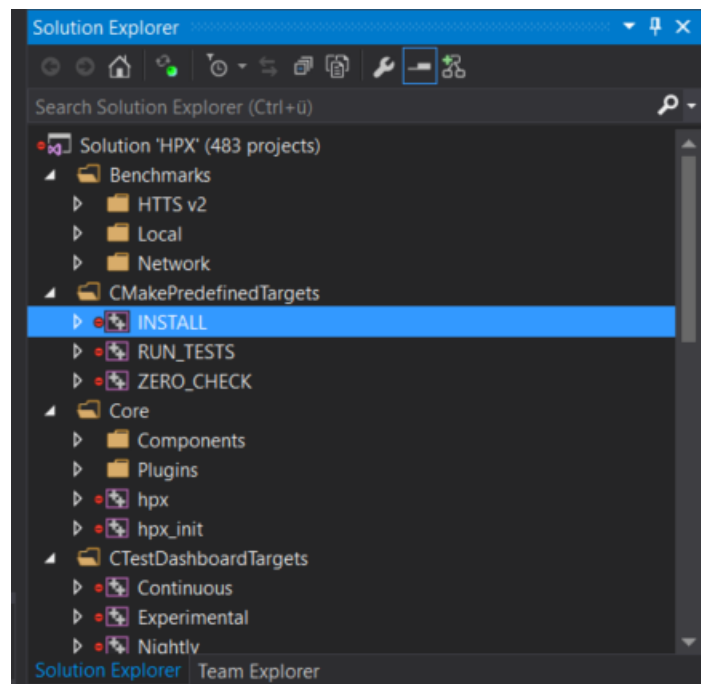 Solution Explorer
Search Solution Explorer (Ctrl+ü)
Solution 'HPX' (483 projects)
Benchmarks
HTTS v2
Local
Network
CMakePredefinedTargets
INSTALL
RUN_TESTS
ZERO_CHECK
Core
Components
Plugins
hpx
hpx_init
CTestDashboardTargets
Continuous
Experimental
Nightly
Solution Explorer Team Explorer